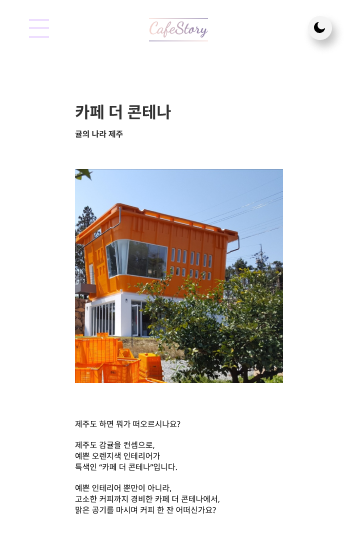 CafeStory
카페 더 콘테나
귤의 나라 제주
제주도 하면 뭐가 떠오르시나요?
제주도 감귤을 컨셉으로,
예쁜 오렌지색 인테리어가
특색인 “카페 더 콘테나”입니다.
예쁜 인테리어 뿐만이 아니라,
고소한 커피까지 겸비한 카페 더 콘테나에서,
맑은 공기를 마시며 커피 한 잔 어떠신가요?